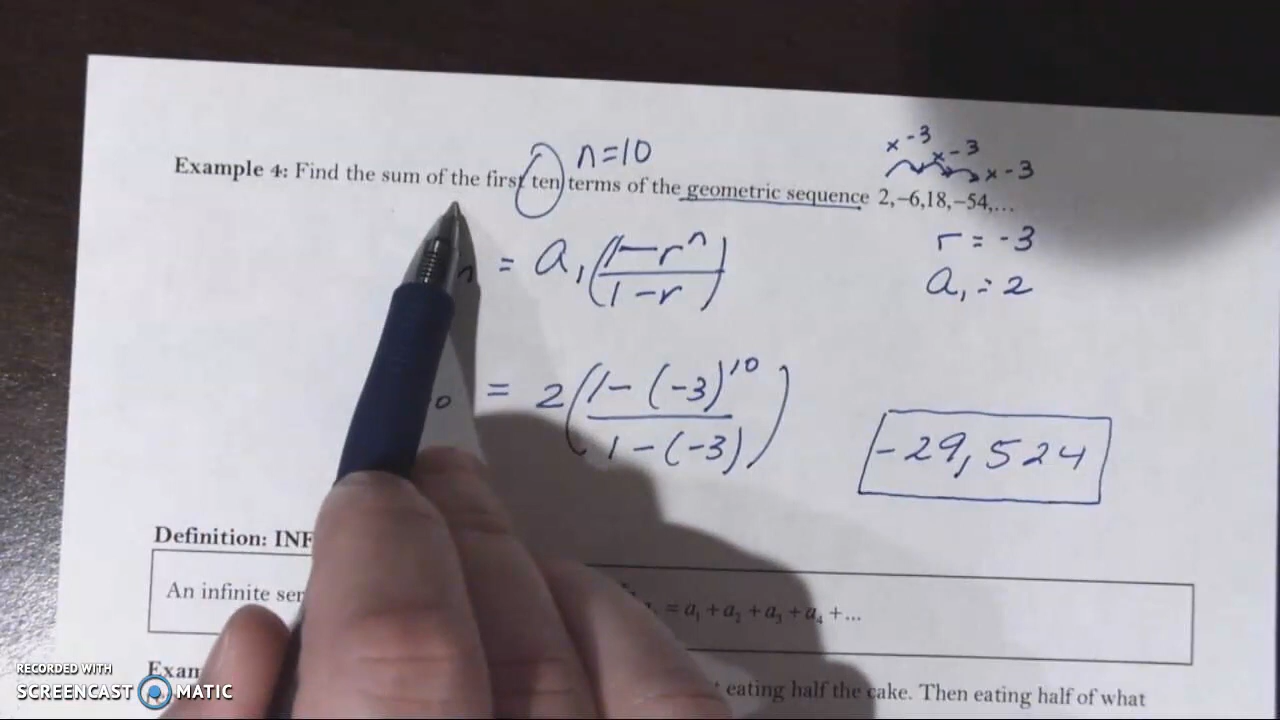 n=10
x -3 x -3 x -3
Example 4: Find the sum of the first ten terms of the geometric sequence 2,−6,18,−54,...
n = a₁(1-rⁿ / 1-r)
r = -3
a₁ = 2
0 = 2(1-(-3)¹⁰ / 1-(-3))
-29,524
Definition: INF
An infinite ser = a₁ + a₂ + a₃ + a₄ + ...
Exam eating half the cake. Then eating half of what
RECORDED WITH
SCREENCAST MATIC